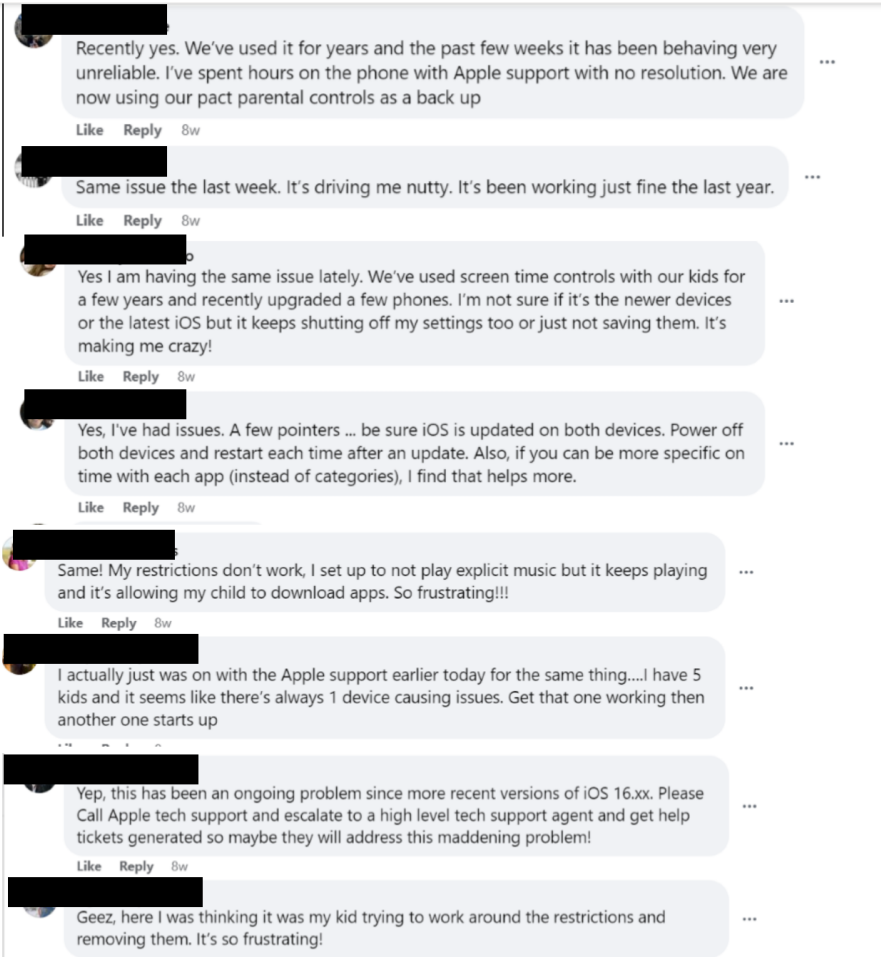 Recently yes. We've used it for years and the past few weeks it has been behaving very
unreliable. I've spent hours on the phone with Apple support with no resolution. We are
now using our pact parental controls as a back up
Like Reply 8w
Same issue the last week. It's driving me nutty. It's been working just fine the last year.
Like Reply 8w
Yes I am having the same issue lately. We've used screen time controls with our kids for
a few years and recently upgraded a few phones. I'm not sure if it's the newer devices
or the latest iOS but it keeps shutting off my settings too or just not saving them. It's
making me crazy!
Like Reply 8w
Yes, I've had issues. A few pointers ... be sure iOS is updated on both devices. Power off
both devices and restart each time after an update. Also, if you can be more specific on
time with each app (instead of categories), I find that helps more.
Like Reply 8w
Same! My restrictions don't work, I set up to not play explicit music but it keeps playing
and it's allowing my child to download apps. So frustrating!!!
Like Reply 8w
I actually just was on with the Apple support earlier today for the same thing....I have 5
kids and it seems like there's always 1 device causing issues. Get that one working then
another one starts up
Yep, this has been an ongoing problem since more recent versions of iOS 16.xx. Please
Call Apple tech support and escalate to a high level tech support agent and get help
tickets generated so maybe they will address this maddening problem!
Like Reply 8w
Geez, here I was thinking it was my kid trying to work around the restrictions and
removing them. It's so frustrating!